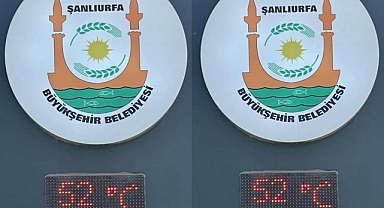 ŞANLIURFA
BÜYÜKŞEHİR BELEDİYESİ
52 °C
ŞANLIURFA
BÜYÜKŞEHİR BELEDİYESİ
52 °C